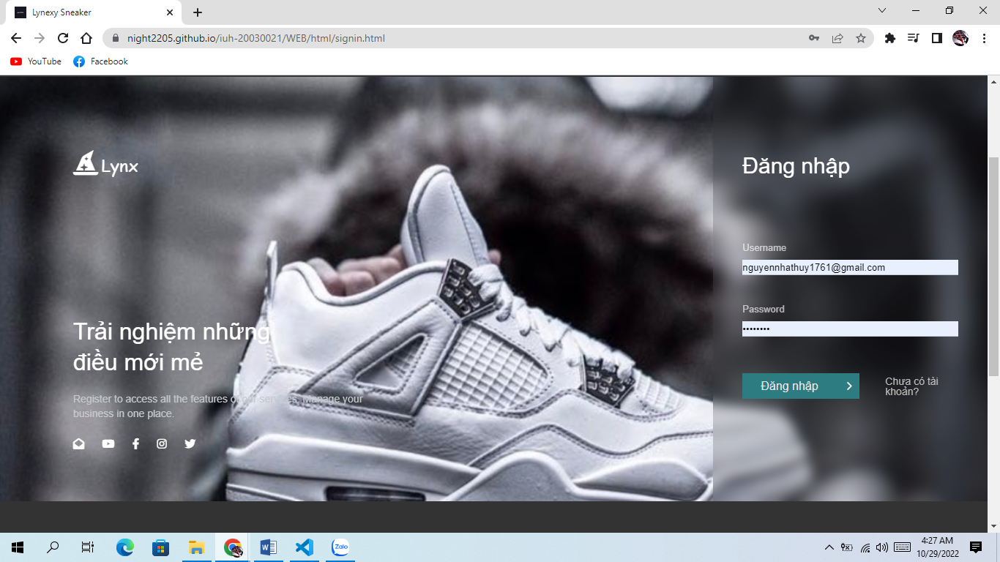 Lynexy Sneaker
night2205.github.io/iuh-20030021/WEB/html/signin.html
YouTube
Facebook
Lynx
Trải nghiệm những
điều mới mẻ
Register to access all the features of our services. Manage your
business in one place.
Đăng nhập
Username
nguyennhathuy1761@gmail.com
Password
••••••••
Đăng nhập
Chưa có tài
khoản?
Zalo
4:27 AM
10/29/2022